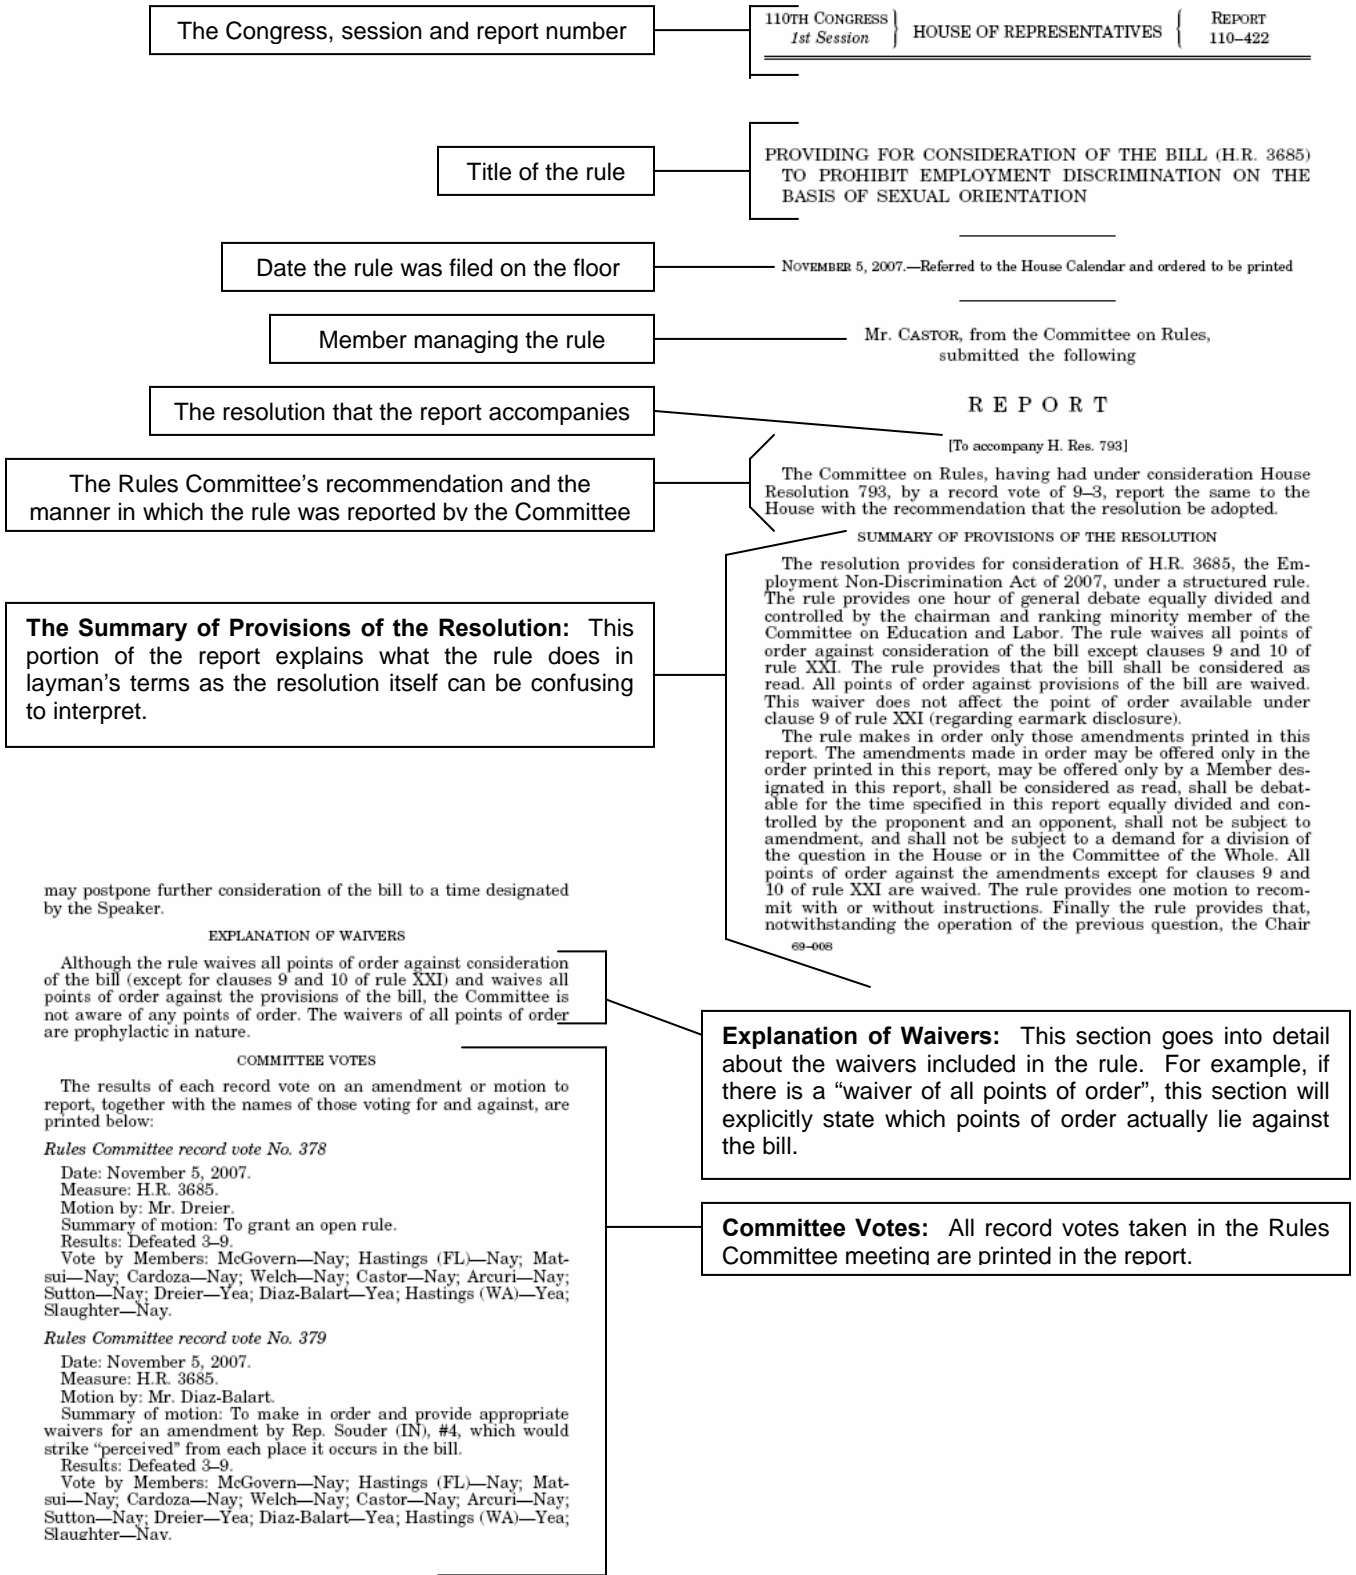 The Congress, session and report number
110TH CONGRESS
1st Session
HOUSE OF REPRESENTATIVES
REPORT
110–422
Title of the rule
PROVIDING FOR CONSIDERATION OF THE BILL (H.R. 3685)
TO PROHIBIT EMPLOYMENT DISCRIMINATION ON THE
BASIS OF SEXUAL ORIENTATION
Date the rule was filed on the floor
NOVEMBER 5, 2007.—Referred to the House Calendar and ordered to be printed
Member managing the rule
Mr. CASTOR, from the Committee on Rules,
submitted the following
The resolution that the report accompanies
REPORT
[To accompany H. Res. 793]
The Rules Committee's recommendation and the
manner in which the rule was reported by the Committee
The Committee on Rules, having had under consideration House
Resolution 793, by a record vote of 9–3, report the same to the
House with the recommendation that the resolution be adopted.
SUMMARY OF PROVISIONS OF THE RESOLUTION
The resolution provides for consideration of H.R. 3685, the Em-
ployment Non-Discrimination Act of 2007, under a structured rule.
The rule provides one hour of general debate equally divided and
controlled by the chairman and ranking minority member of the
Committee on Education and Labor. The rule waives all points of
order against consideration of the bill except clauses 9 and 10 of
rule XXI. The rule provides that the bill shall be considered as
read. All points of order against provisions of the bill are waived.
This waiver does not affect the point of order available under
clause 9 of rule XXI (regarding earmark disclosure).
The rule makes in order only those amendments printed in this
report. The amendments made in order may be offered only in the
order printed in this report, may be offered only by a Member des-
ignated in this report, shall be considered as read, shall be debat-
able for the time specified in this report equally divided and con-
trolled by the proponent and an opponent, shall not be subject to
amendment, and shall not be subject to a demand for a division of
the question in the House or in the Committee of the Whole. All
points of order against the amendments except for clauses 9 and
10 of rule XXI are waived. The rule provides one motion to recom-
mit with or without instructions. Finally the rule provides that,
notwithstanding the operation of the previous question, the Chair
69–008
The Summary of Provisions of the Resolution: This
portion of the report explains what the rule does in
layman's terms as the resolution itself can be confusing
to interpret.
may postpone further consideration of the bill to a time designated
by the Speaker.
EXPLANATION OF WAIVERS
Although the rule waives all points of order against consideration
of the bill (except for clauses 9 and 10 of rule XXI) and waives all
points of order against the provisions of the bill, the Committee is
not aware of any points of order. The waivers of all points of order
are prophylactic in nature.
COMMITTEE VOTES
The results of each record vote on an amendment or motion to
report, together with the names of those voting for and against, are
printed below:
Rules Committee record vote No. 378
Date: November 5, 2007.
Measure: H.R. 3685.
Motion by: Mr. Dreier.
Summary of motion: To grant an open rule.
Results: Defeated 3–9.
Vote by Members: McGovern—Nay; Hastings (FL)—Nay; Mat-
sui—Nay; Cardoza—Nay; Welch—Nay; Castor—Nay; Arcuri—Nay;
Sutton—Nay; Dreier—Yea; Diaz-Balart—Yea; Hastings (WA)—Yea;
Slaughter—Nay.
Rules Committee record vote No. 379
Date: November 5, 2007.
Measure: H.R. 3685.
Motion by: Mr. Diaz-Balart.
Summary of motion: To make in order and provide appropriate
waivers for an amendment by Rep. Souder (IN), #4, which would
strike "perceived" from each place it occurs in the bill.
Results: Defeated 3–9.
Vote by Members: McGovern—Nay; Hastings (FL)—Nay; Mat-
sui—Nay; Cardoza—Nay; Welch—Nay; Castor—Nay; Arcuri—Nay;
Sutton—Nay; Dreier—Yea; Diaz-Balart—Yea; Hastings (WA)—Yea;
Slaughter—Nay.
Explanation of Waivers: This section goes into detail
about the waivers included in the rule. For example, if
there is a "waiver of all points of order", this section will
explicitly state which points of order actually lie against
the bill.
Committee Votes: All record votes taken in the Rules
Committee meeting are printed in the report.